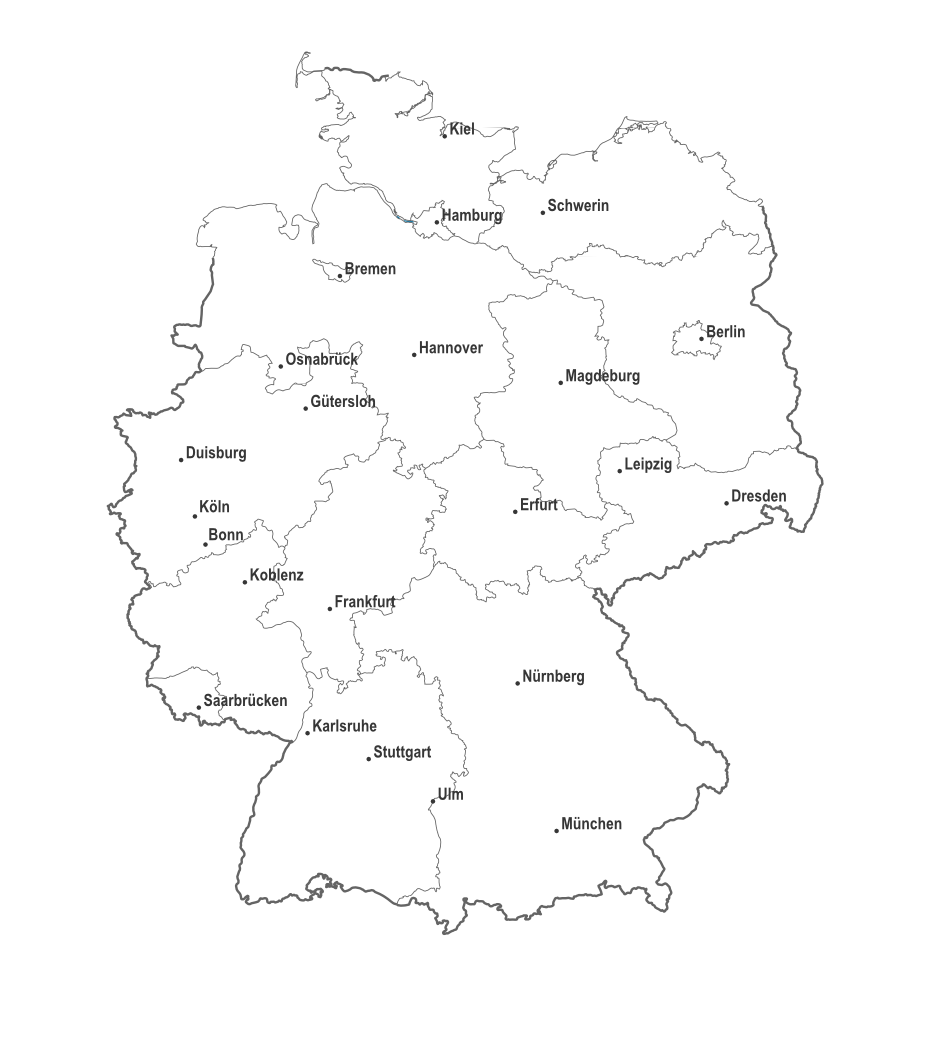 Kiel
Schwerin
Hamburg
Bremen
Berlin
Hannover
Osnabrück
Magdeburg
Gütersloh
Duisburg
Leipzig
Dresden
Köln
Erfurt
Bonn
Koblenz
Frankfurt
Nürnberg
Saarbrücken
Karlsruhe
Stuttgart
Ulm
München